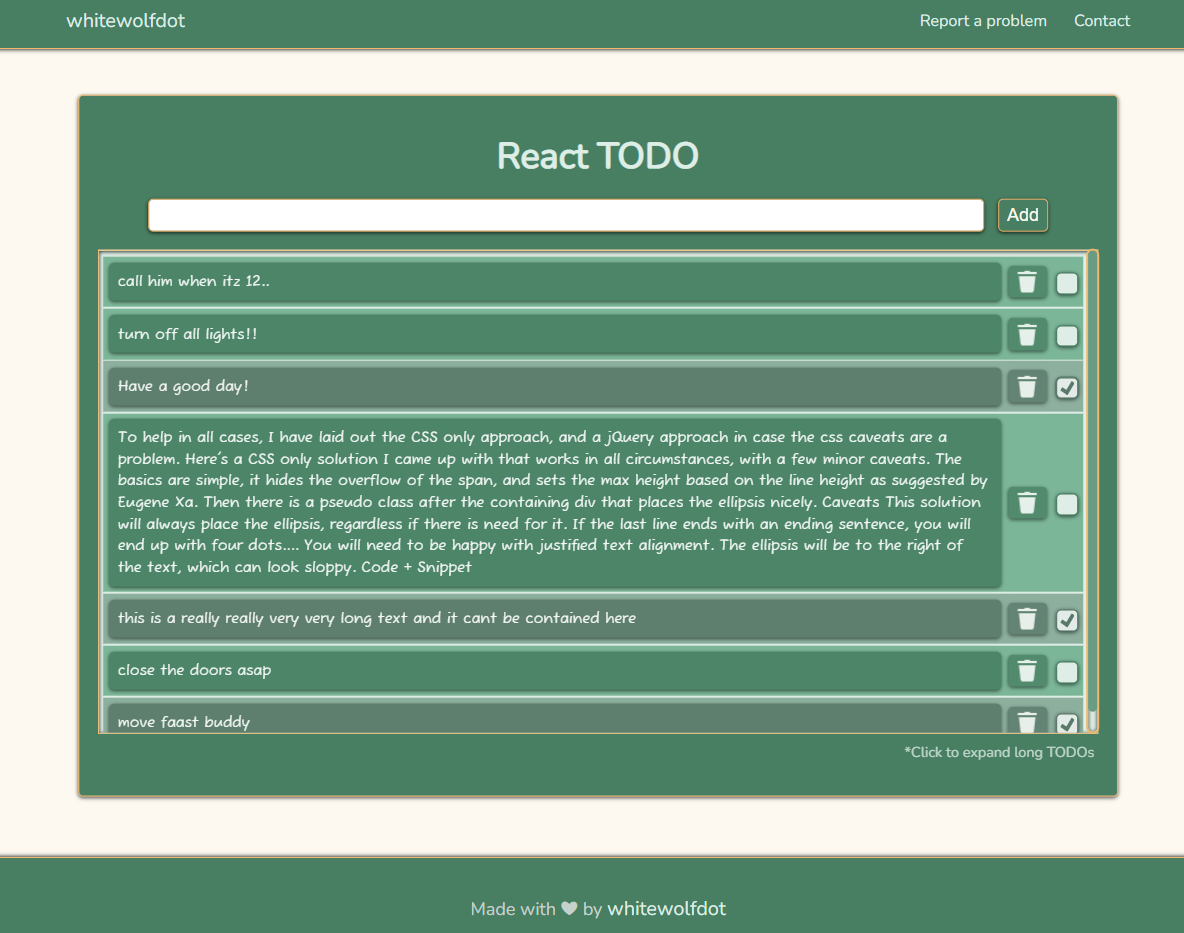 whitewolfdot
Report a problem
Contact
React TODO
Add
call him when itz 12..
turn off all lights!!
Have a good day!
To help in all cases, I have laid out the CSS only approach, and a jQuery approach in case the css caveats are a
problem. Here's a CSS only solution I came up with that works in all circumstances, with a few minor caveats. The
basics are simple, it hides the overflow of the span, and sets the max height based on the line height as suggested by
Eugene Xa. Then there is a pseudo class after the containing div that places the ellipsis nicely. Caveats This solution
will always place the ellipsis, regardless if there is need for it. If the last line ends with an ending sentence, you will
end up with four dots.... You will need to be happy with justified text alignment. The ellipsis will be to the right of
the text, which can look sloppy. Code + Snippet
this is a really really very very long text and it cant be contained here
close the doors asap
move faast buddy
*Click to expand long TODOs
Made with ♥ by whitewolfdot